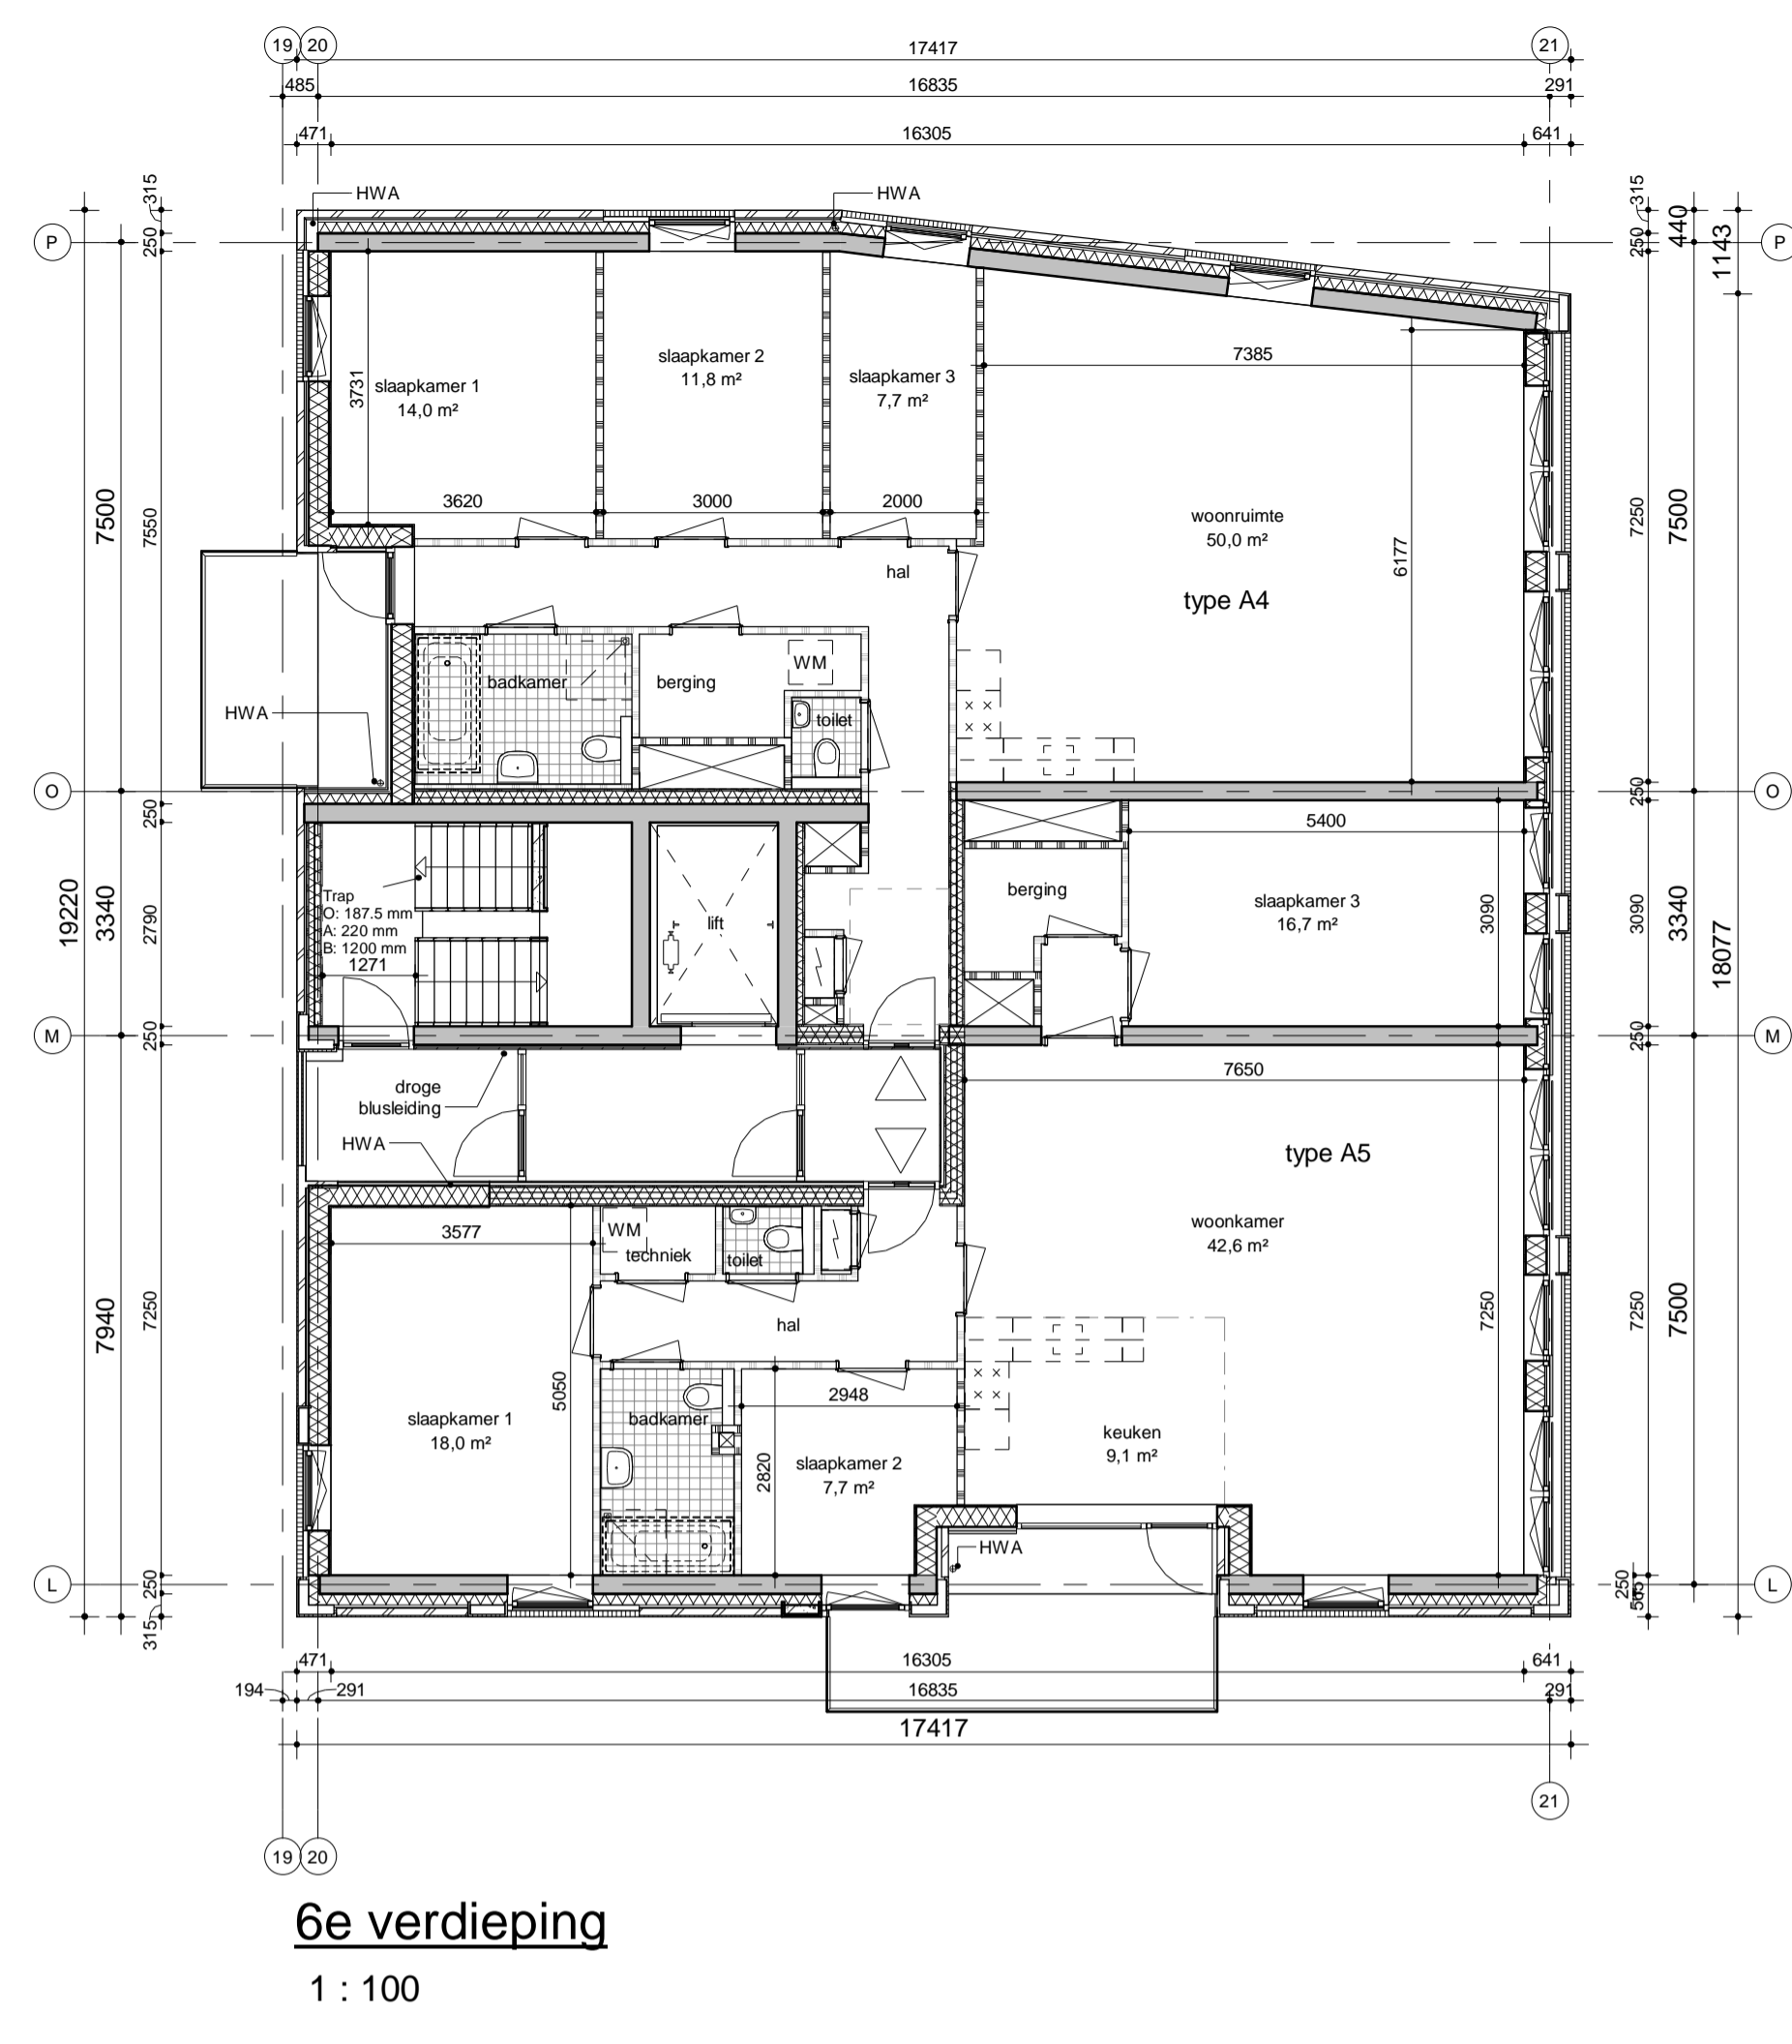 19 20 21
17417
485 16835 291
471 16305 641
HWA HWA
315
315
440
1143
P P
250
250
slaapkamer 1
14,0 m²
slaapkamer 2
11,8 m²
slaapkamer 3
7,7 m²
7385
3731
3620 3000 2000
7500
7550
woonruimte
50,0 m²
6177
7250
7500
hal
type A4
WM
badkamer
berging
toilet
HWA
O O
250
250
5400
Trap
O: 187.5 mm
A: 220 mm
B: 1200 mm
1271
lift
berging
slaapkamer 3
16,7 m²
3090
19220
3340
2790
3090
3340
18077
M M
250
250
7650
droge
blusleiding
HWA
type A5
3577
WM
techniek
toilet
woonkamer
42,6 m²
7940
7250
hal
7250
7250
7500
5050
slaapkamer 1
18,0 m²
badkamer
2948
2820
slaapkamer 2
7,7 m²
keuken
9,1 m²
HWA
L L
250
315
250
565
471 16305 641
194 291 16835 291
17417
21
19 20
6e verdieping
1 : 100